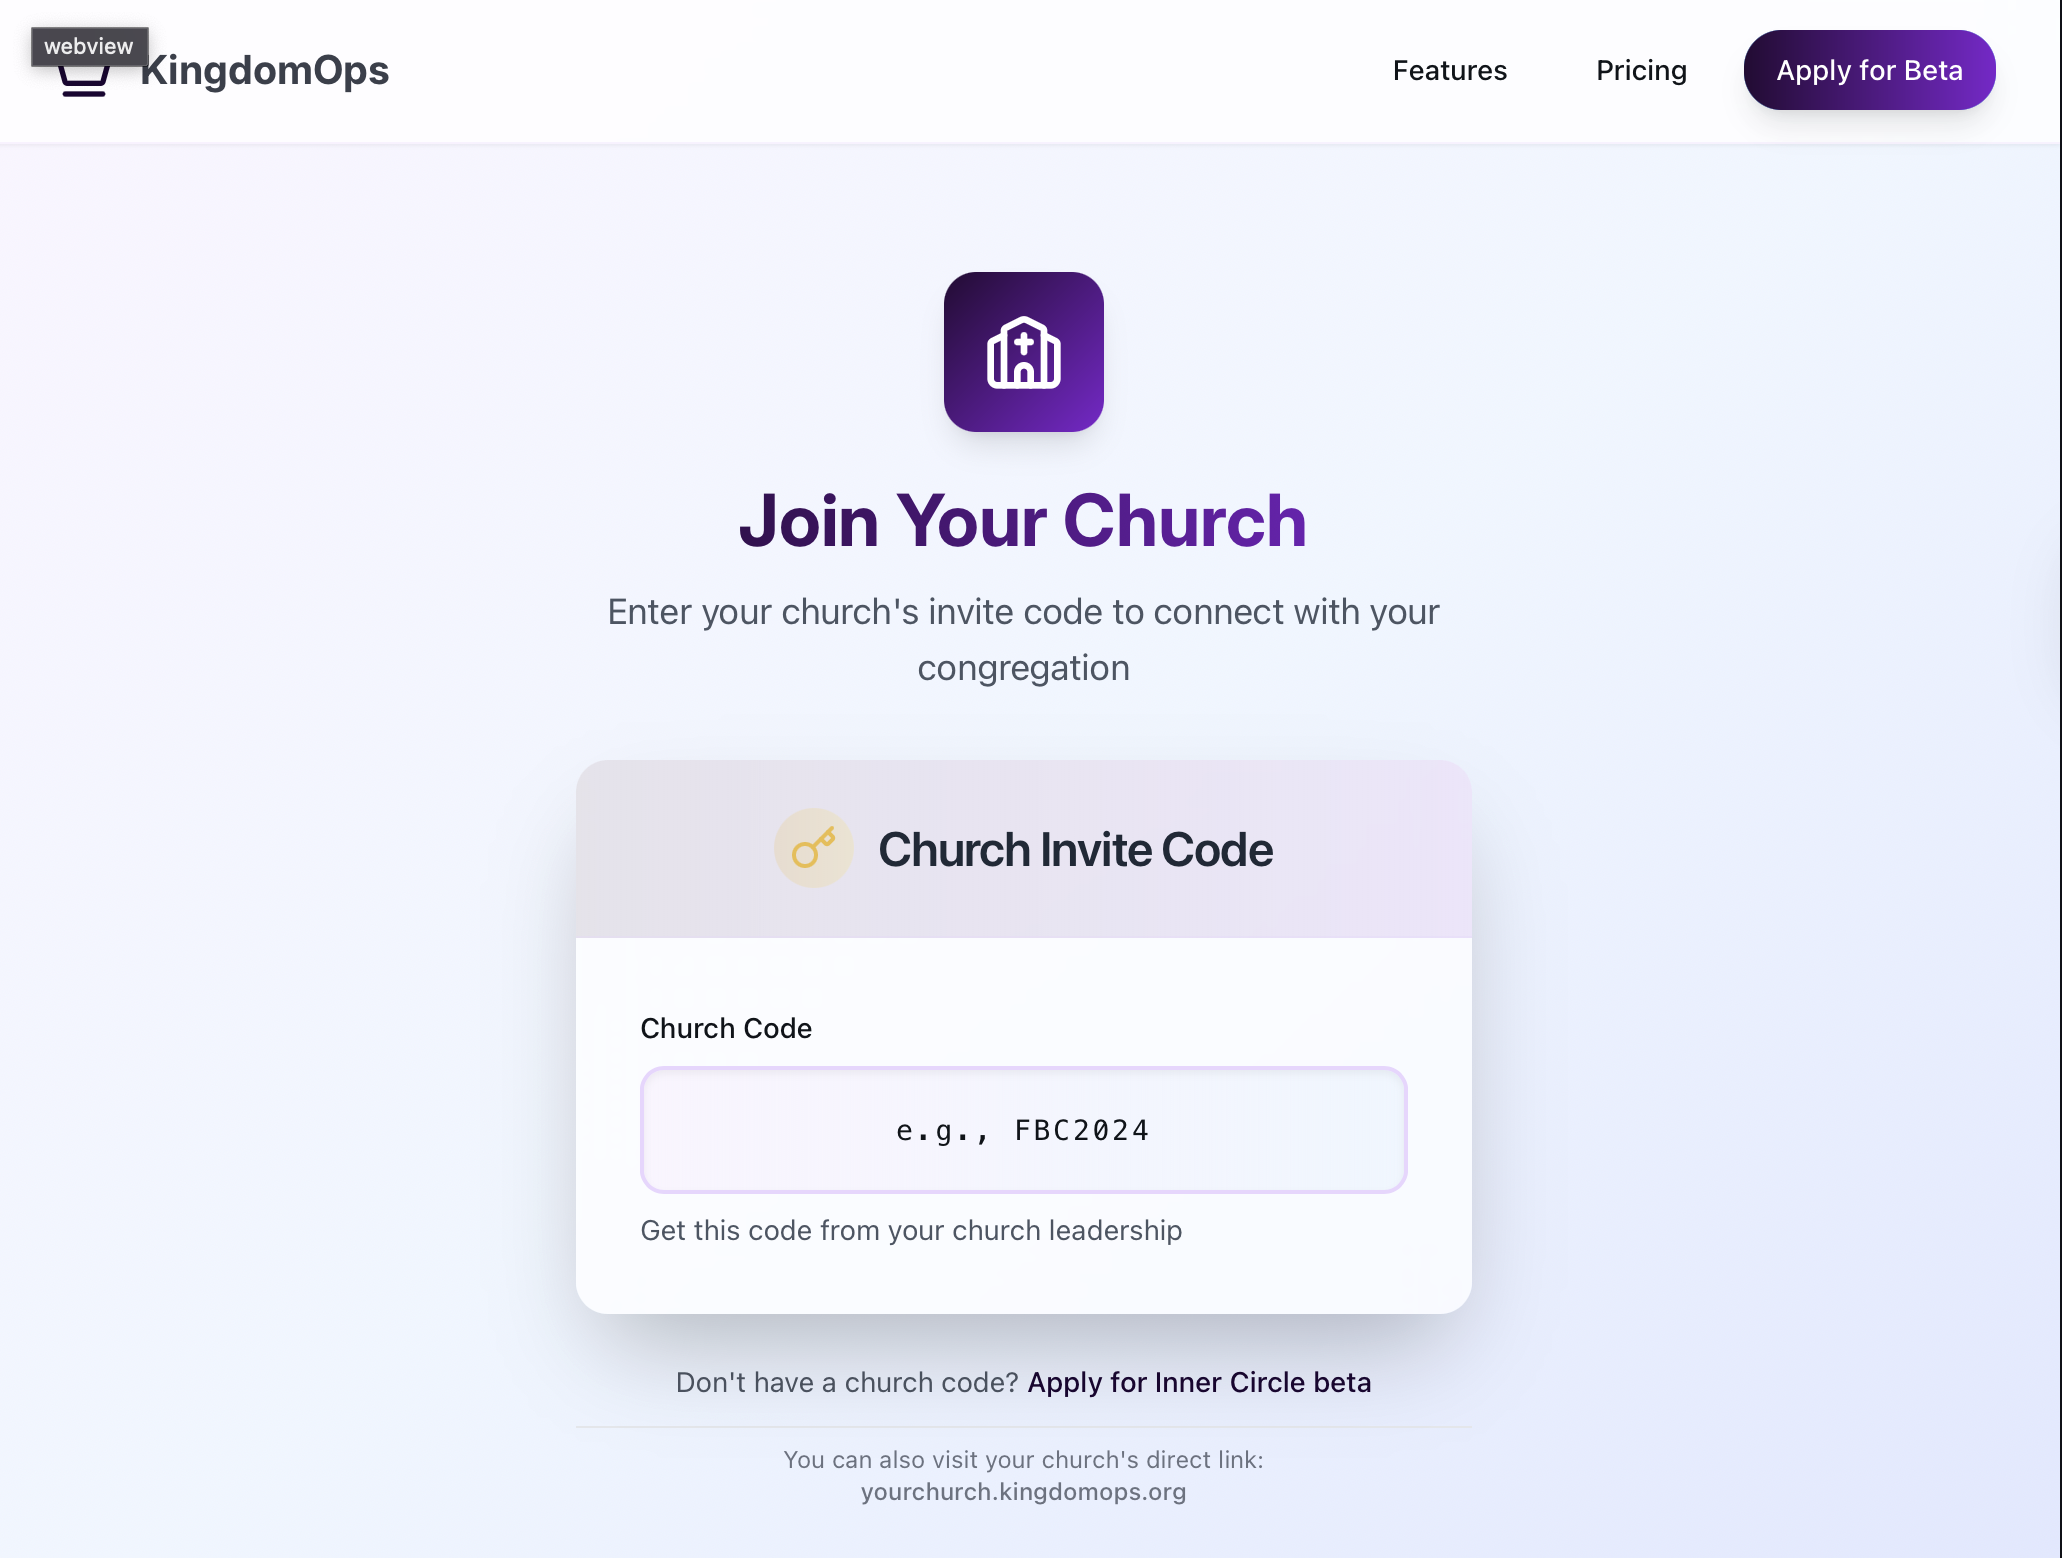 webview
KingdomOps
Features
Pricing
Apply for Beta
Join Your Church
Enter your church's invite code to connect with your
congregation
Church Invite Code
Church Code
e.g., FBC2024
Get this code from your church leadership
Don't have a church code? Apply for Inner Circle beta
You can also visit your church's direct link:
yourchurch.kingdomops.org